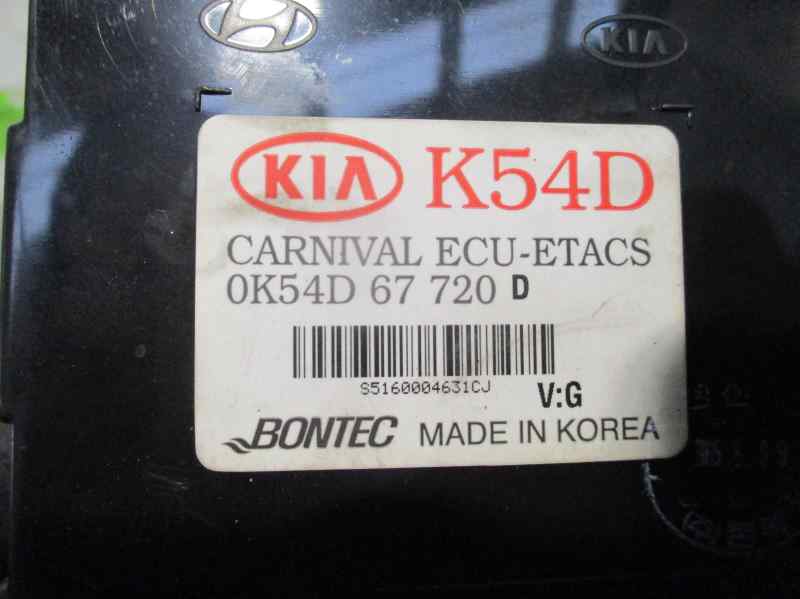 KIA
KIA K54D
CARNIVAL ECU-ETACS
0K54D 67 720 D
S5160004631CJ
V:G
BONTEC MADE IN KOREA